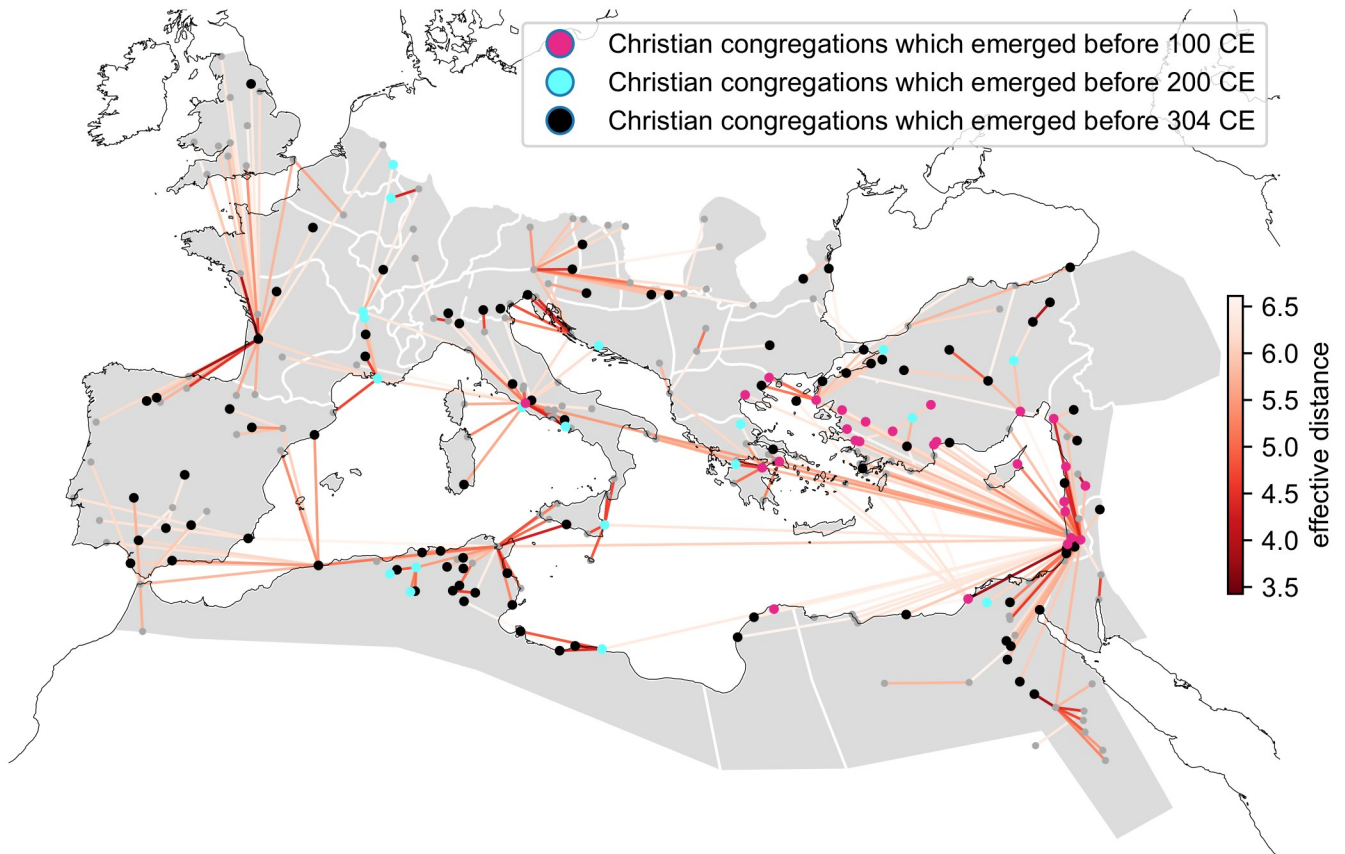 Christian congregations which emerged before 100 CE
Christian congregations which emerged before 200 CE
Christian congregations which emerged before 304 CE
6.5
6.0
5.5
5.0
4.5
4.0
3.5
effective distance